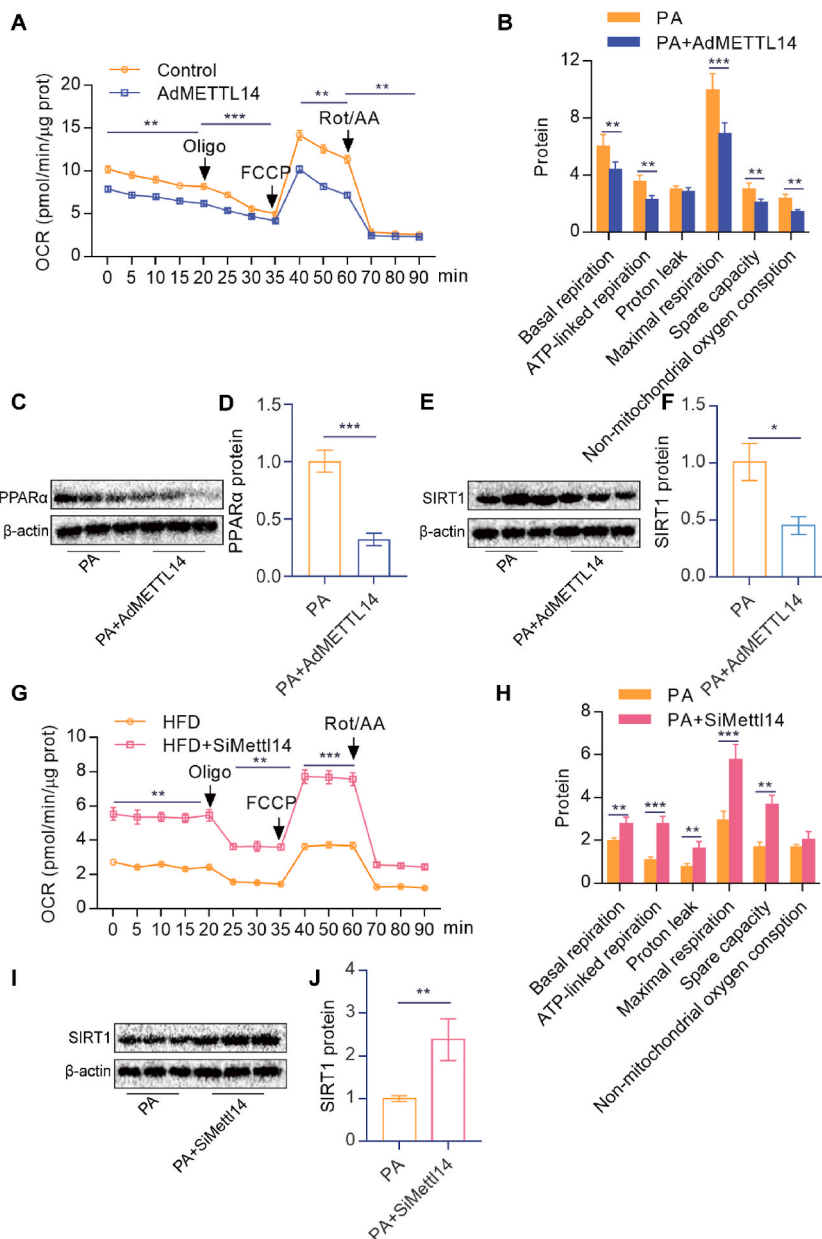 A
Control
AdMETTL14
OCR (pmol/min/µg prot)
20
15
10
5
0
**
***
**
**
Oligo
FCCP
Rot/AA
0 5 10 15 20 25 30 35 40 50 60 70 80 90 min
B
PA
PA+AdMETTL14
Protein
12
8
4
0
**
**
***
**
**
Basal repiration
ATP-linked repiration
Proton leak
Maximal respiration
Spare capacity
Non-mitochondrial oxygen consption
C
PPARα
β-actin
PA
PA+AdMETTL14
D
PPARα protein
1.5
1.0
0.5
0.0
***
PA
PA+AdMETTL14
E
SIRT1
β-actin
PA
PA+AdMETTL14
F
SIRT1 protein
1.5
1.0
0.5
0.0
*
PA
PA+AdMETTL14
G
HFD
HFD+SiMettl14
OCR (pmol/min/µg prot)
10
8
6
4
2
0
**
**
***
Oligo
FCCP
Rot/AA
0 5 10 15 20 25 30 35 40 50 60 70 80 90 min
H
PA
PA+SiMettl14
Protein
8
6
4
2
0
**
***
**
***
**
Basal repiration
ATP-linked repiration
Proton leak
Maximal respiration
Spare capacity
Non-mitochondrial oxygen consption
I
SIRT1
β-actin
PA
PA+SiMettl14
J
SIRT1 protein
4
3
2
1
0
**
PA
PA+SiMettl14